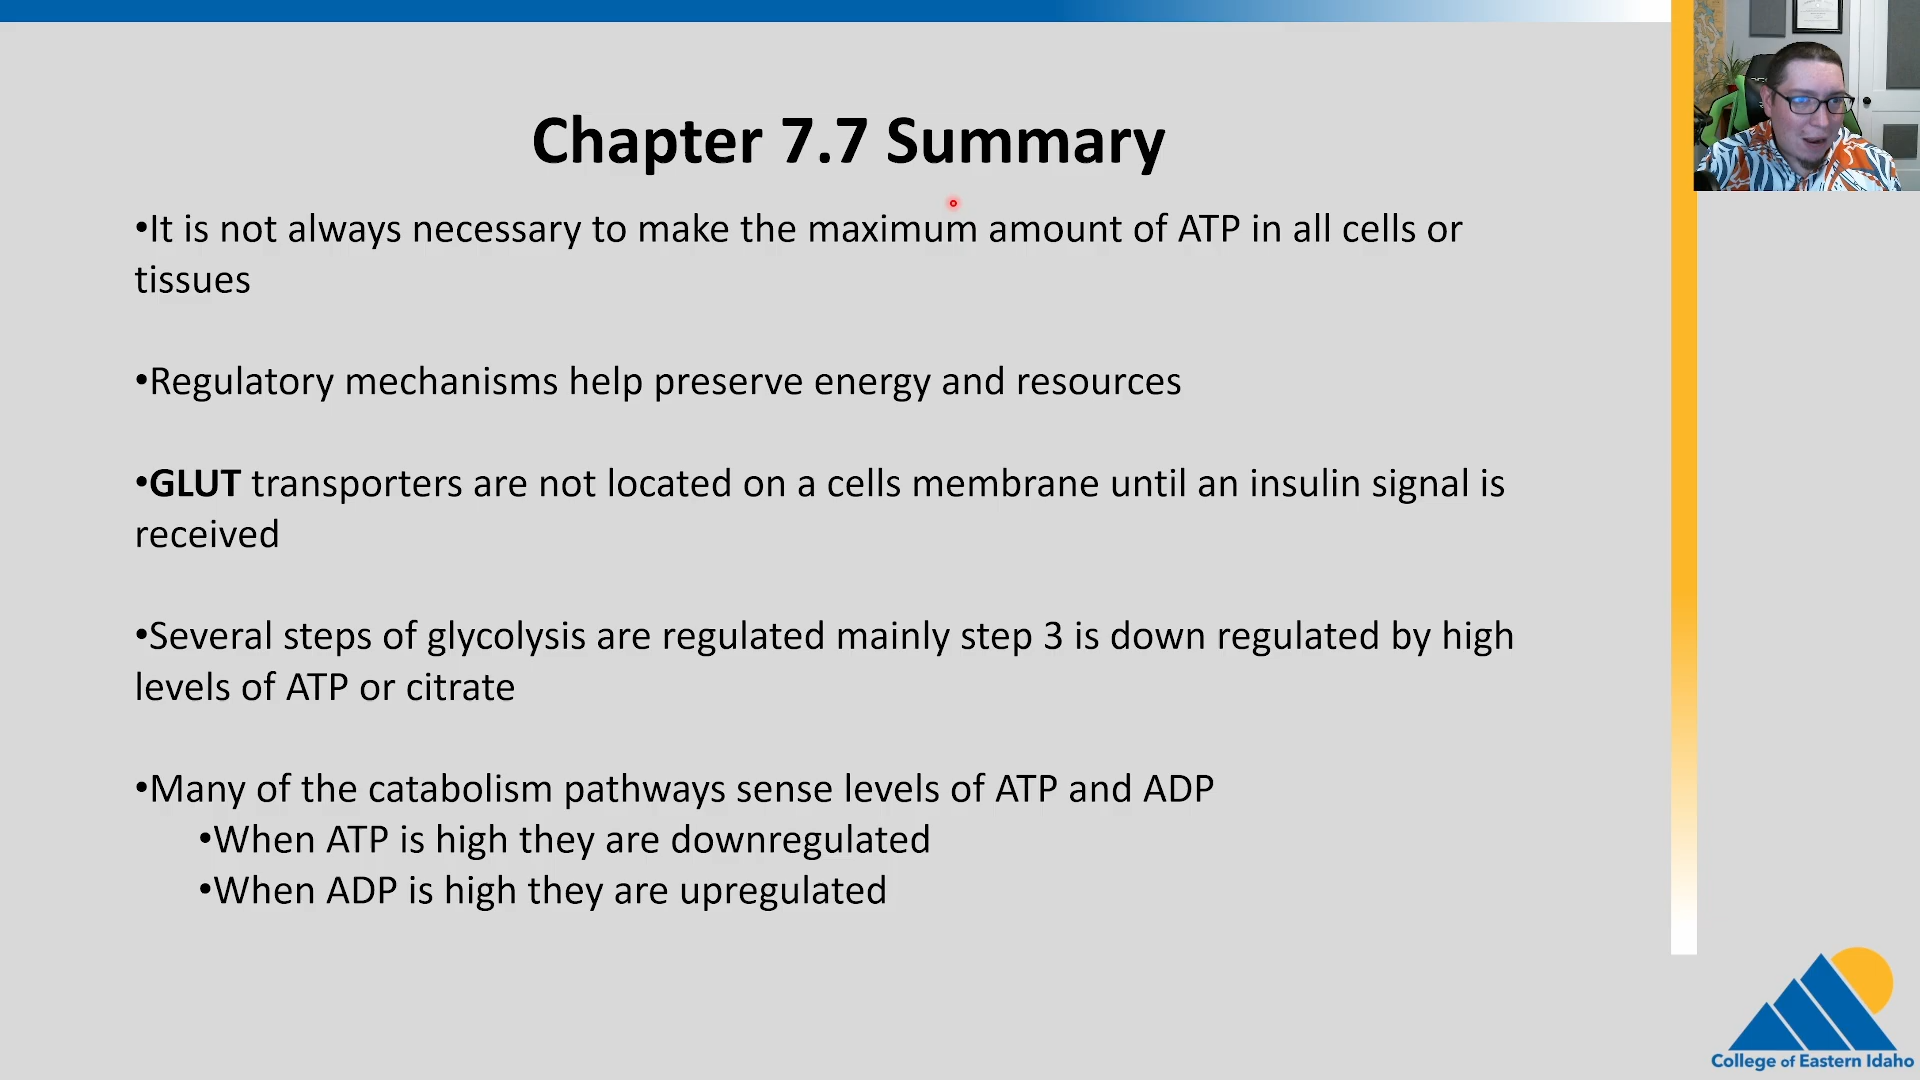 Chapter 7.7 Summary
•It is not always necessary to make the maximum amount of ATP in all cells or
tissues
•Regulatory mechanisms help preserve energy and resources
•GLUT transporters are not located on a cells membrane until an insulin signal is
received
•Several steps of glycolysis are regulated mainly step 3 is down regulated by high
levels of ATP or citrate
•Many of the catabolism pathways sense levels of ATP and ADP
•When ATP is high they are downregulated
•When ADP is high they are upregulated
College of Eastern Idaho